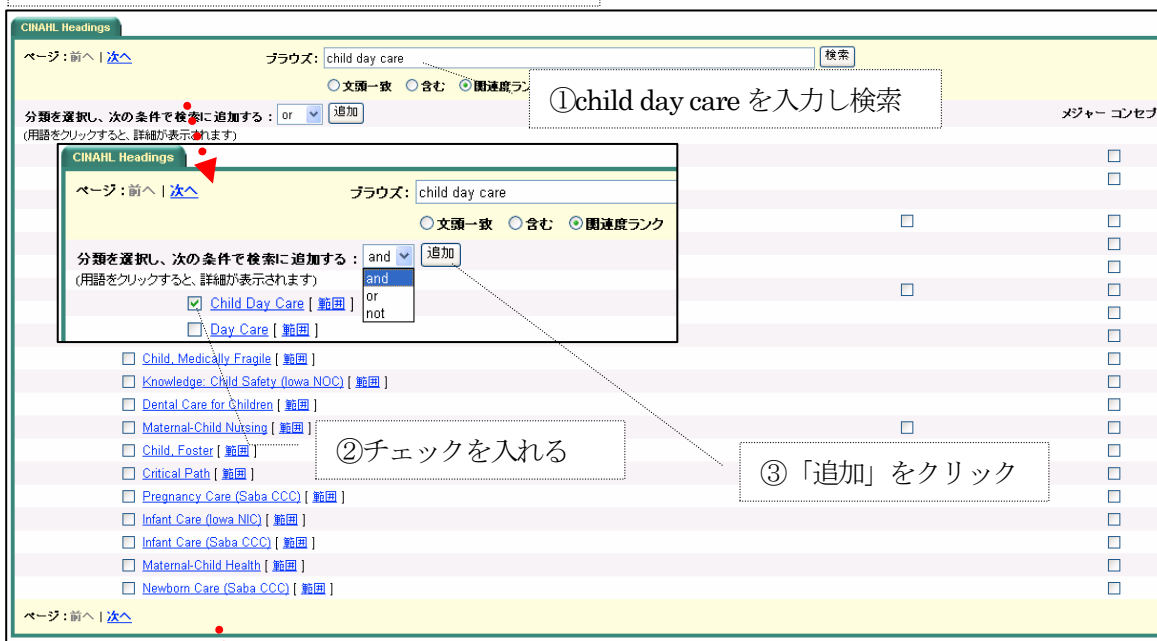 CINAHL Headings
ページ：前へ | 次へ ブラウズ： child day care 検索
文頭一致 含む 関連度ラン
①child day care を入力し検索
分類を選択し、次の条件で検索に追加する： or 追加
メジャー コンセプ
(用語をクリックすると、詳細が表示されます)
CINAHL Headings
ページ：前へ | 次へ ブラウズ： child day care
文頭一致 含む 関連度ランク
分類を選択し、次の条件で検索に追加する： and 追加
(用語をクリックすると、詳細が表示されます)
and
or
not
Child Day Care [ 範囲 ]
Day Care [ 範囲 ]
Child, Medically Fragile [ 範囲 ]
Knowledge: Child Safety (Iowa NOC) [ 範囲 ]
Dental Care for Children [ 範囲 ]
Maternal-Child Nursing [ 範囲 ]
②チェックを入れる
Child, Foster [ 範囲 ]
③「追加」をクリック
Critical Path [ 範囲 ]
Pregnancy Care (Saba CCC) [ 範囲 ]
Infant Care (Iowa NIC) [ 範囲 ]
Infant Care (Saba CCC) [ 範囲 ]
Maternal-Child Health [ 範囲 ]
Newborn Care (Saba CCC) [ 範囲 ]
ページ：前へ | 次へ